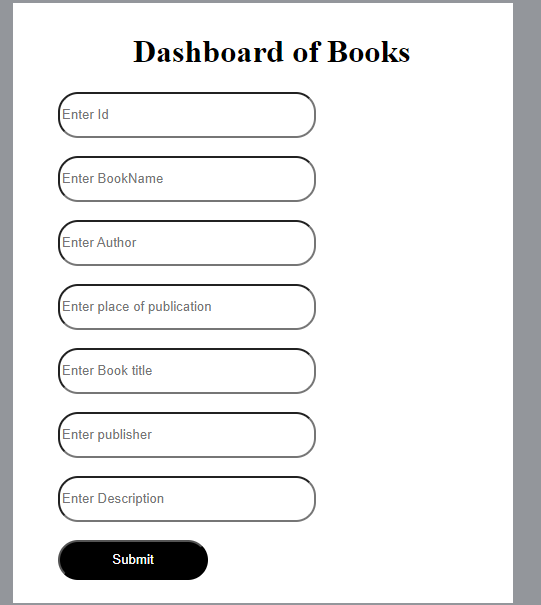 Dashboard of Books
Enter Id
Enter BookName
Enter Author
Enter place of publication
Enter Book title
Enter publisher
Enter Description
Submit